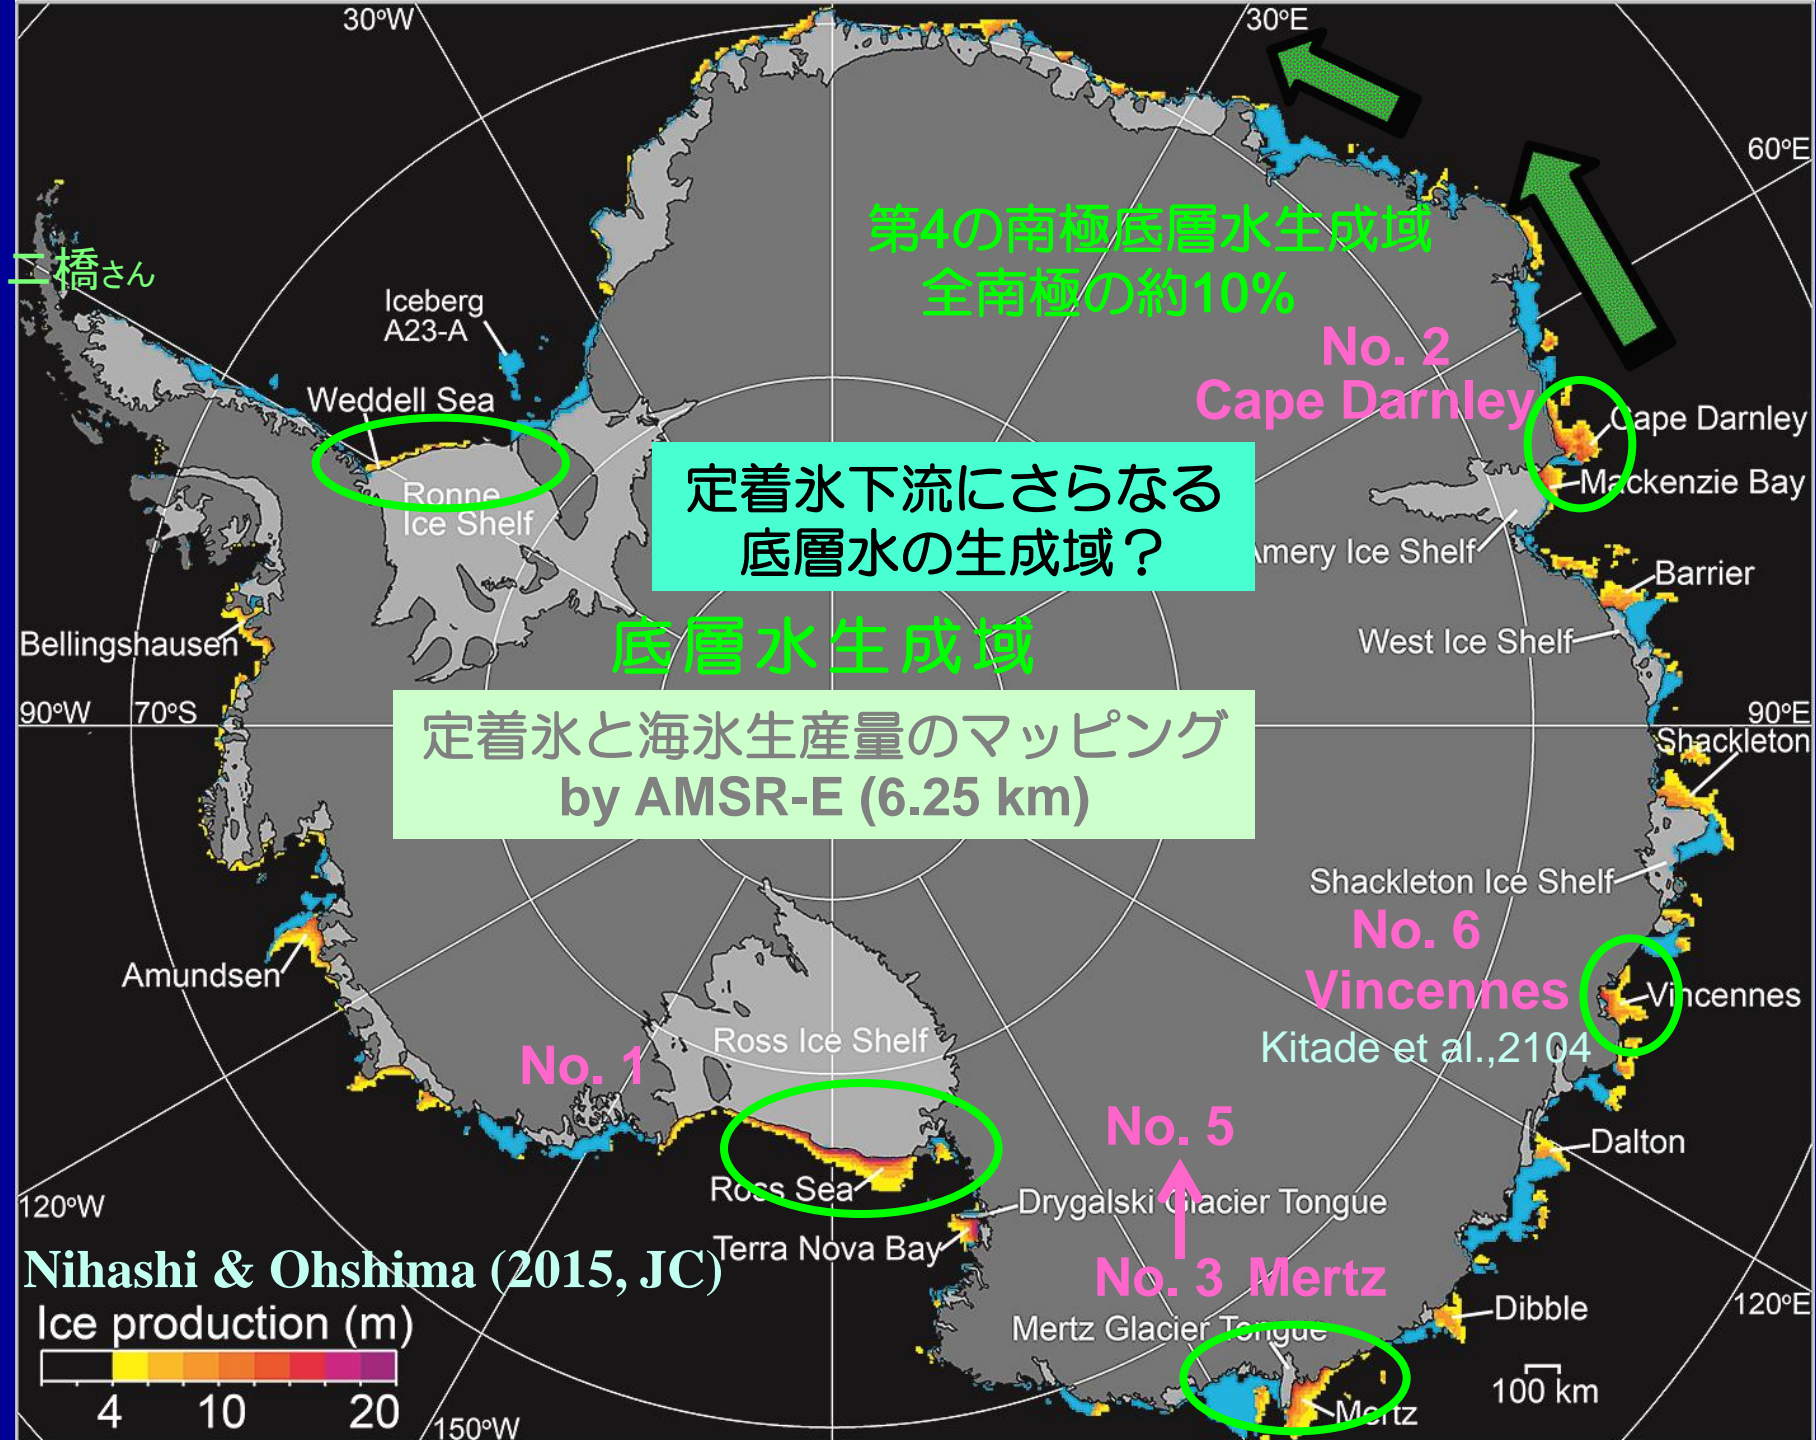 30°W
30°E
60°E
第4の南極底層水生成域
全南極の約10%
二橋さん
Iceberg
A23-A
No. 2
Cape Darnley
Weddell Sea
Cape Darnley
Mackenzie Bay
定着氷下流にさらなる
底層水の生成域？
Ronne
Ice Shelf
Amery Ice Shelf
Barrier
底層水生成域
West Ice Shelf
Bellingshausen
90°W
70°S
90°E
定着氷と海氷生産量のマッピング
by AMSR-E (6.25 km)
Shackleton
Shackleton Ice Shelf
No. 6
Vincennes
Vincennes
Kitade et al.,2104
Amundsen
Ross Ice Shelf
No. 1
No. 5
Dalton
Ross Sea
Drygalski Glacier Tongue
120°W
Terra Nova Bay
Nihashi & Ohshima (2015, JC)
No. 3 Mertz
Dibble
120°E
Mertz Glacier Tongue
Ice production (m)
4 10 20
100 km
Mertz
150°W